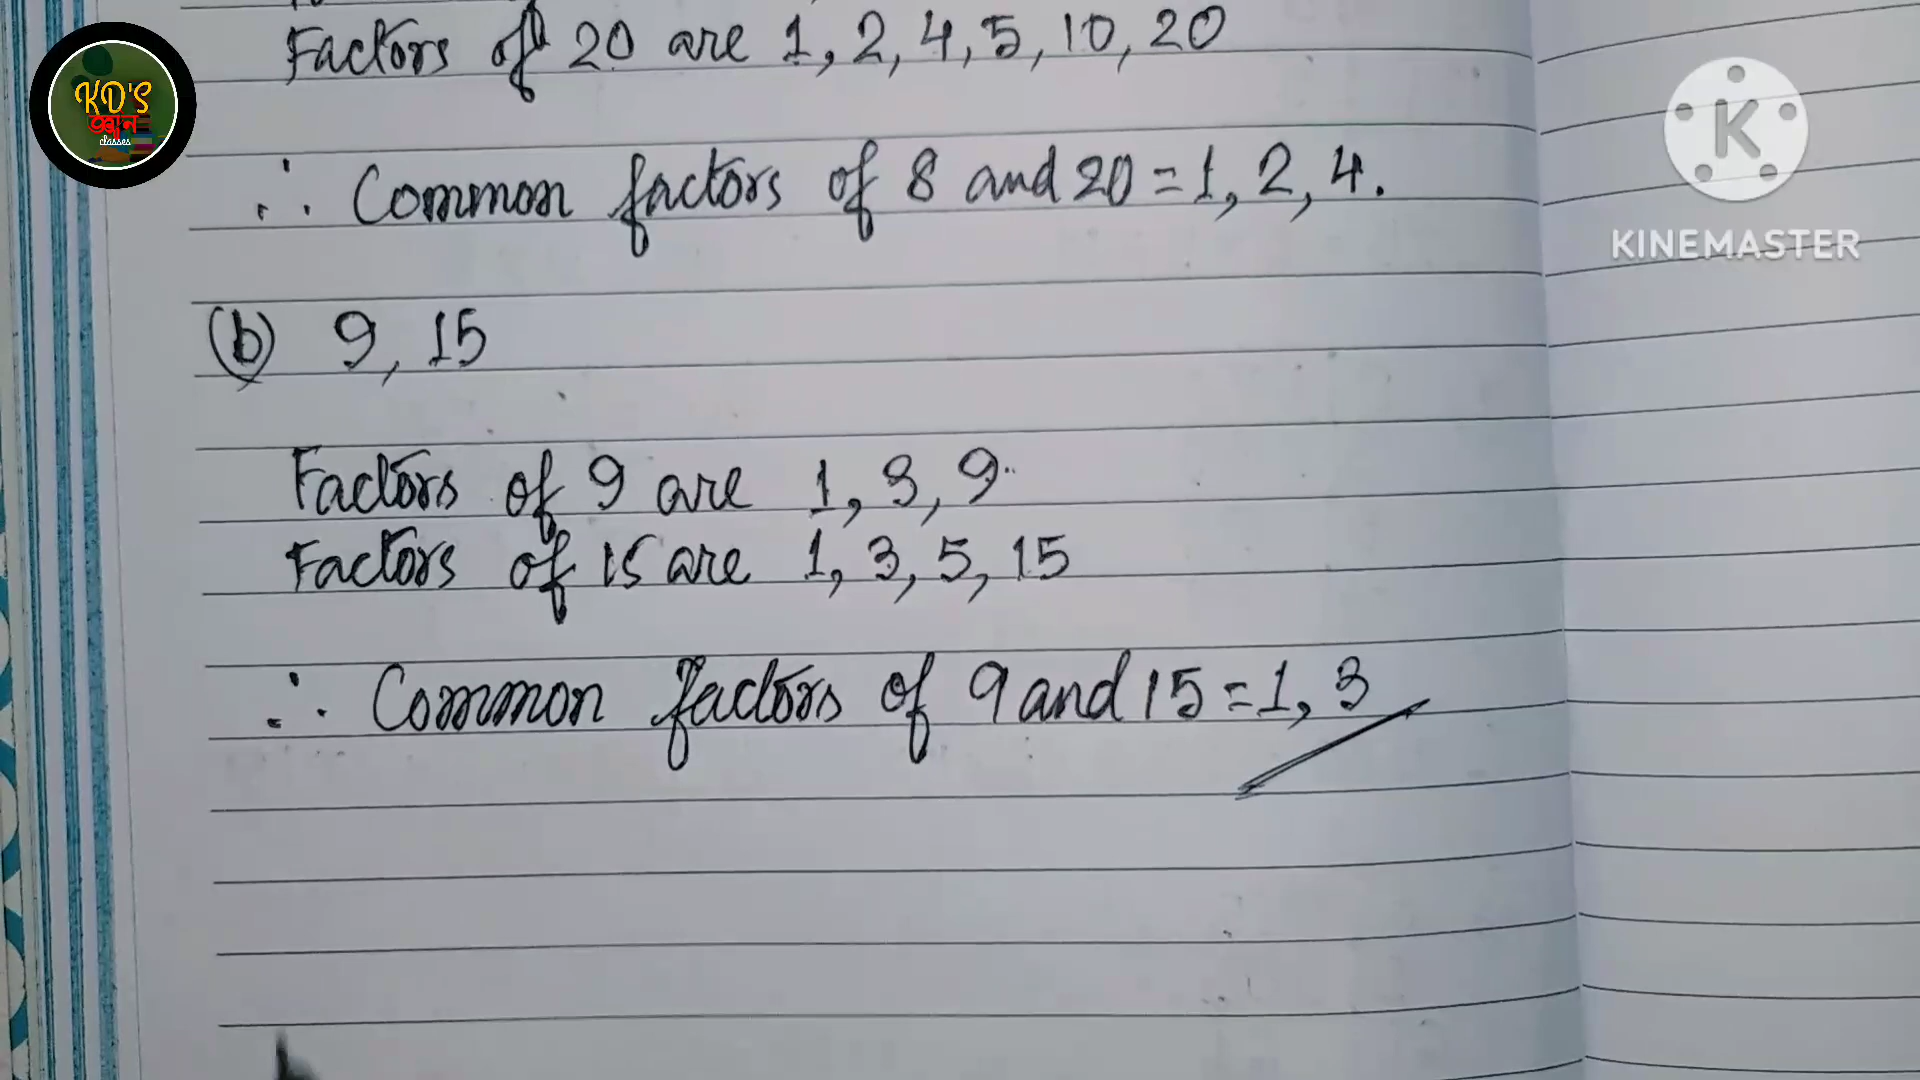 Factors of 20 are 1, 2, 4, 5, 10, 20
KD'S
জ্ঞান
classes
∴ Common factors of 8 and 20 = 1, 2, 4.
KINEMASTER
(b) 9, 15
Factors of 9 are 1, 3, 9
Factors of 15 are 1, 3, 5, 15
∴ Common factors of 9 and 15 = 1, 3